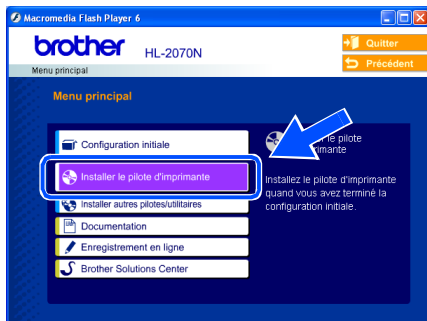 Macromedia Flash Player 6
brother HL-2070N
Quitter
Précédent
Menu principal
Menu principal
Configuration initiale
Installer le pilote d'imprimante
Installer autres pilotes/utilitaires
Documentation
Enregistrement en ligne
Brother Solutions Center
le pilote
Installez le pilote d'imprimante
quand vous avez terminé la
configuration initiale.